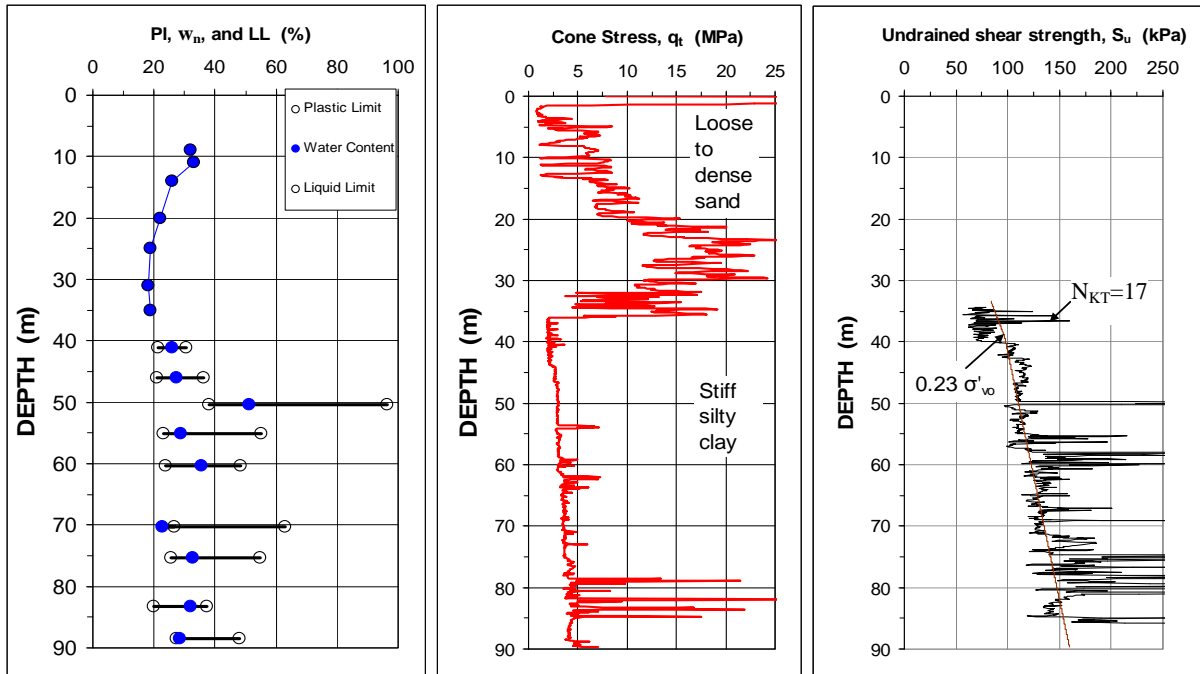 PI, wn, and LL (%)
0 20 40 60 80 100
0
10
20
30
40
50
60
70
80
90
DEPTH (m)
Plastic Limit
Water Content
Liquid Limit
Cone Stress, qt (MPa)
0 5 10 15 20 25
0
10
20
30
40
50
60
70
80
90
DEPTH (m)
Loose
to
dense
sand
Stiff
silty
clay
Undrained shear strength, Su (kPa)
0 50 100 150 200 250
0
10
20
30
40
50
60
70
80
90
DEPTH (m)
NKT=17
0.23 σ'vo